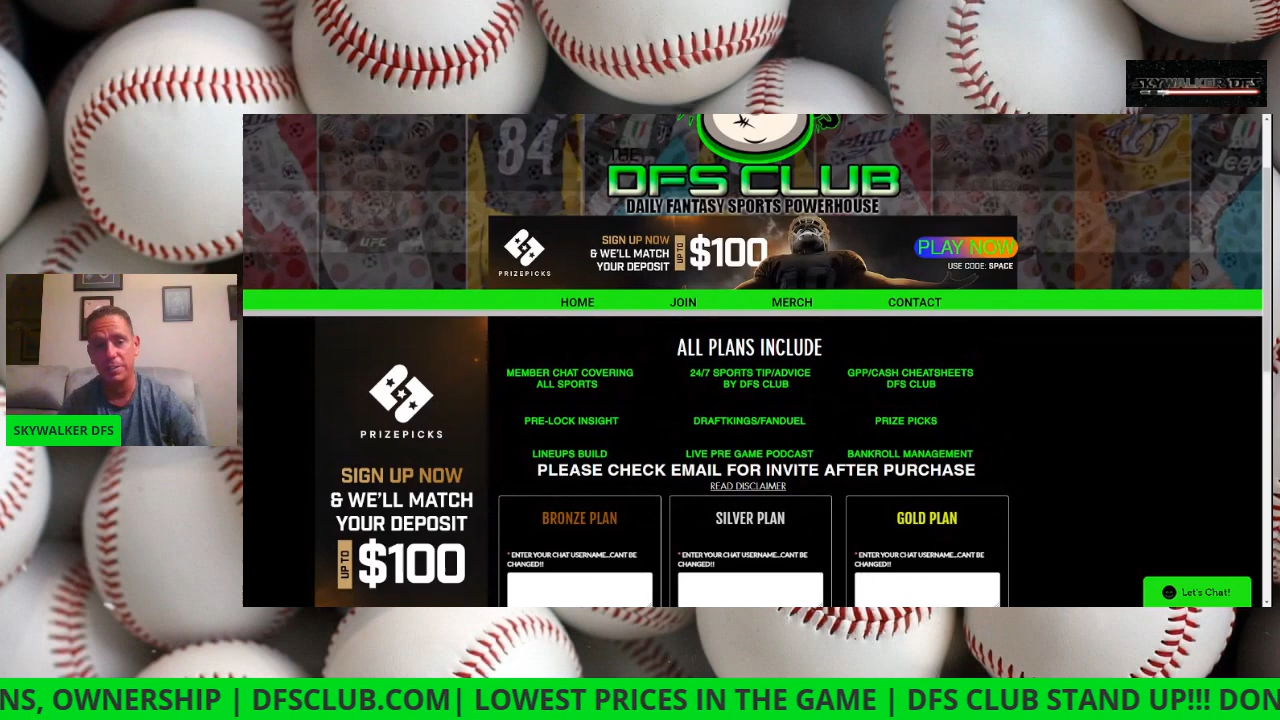 SKYWALKER DFS
84
Jeep
UFC
THE
DFS CLUB
DAILY FANTASY SPORTS POWERHOUSE
PRIZEPICKS
SIGN UP NOW
& WE'LL MATCH
YOUR DEPOSIT
UP TO
$100
PLAY NOW
USE CODE: SPACE
HOME JOIN MERCH CONTACT
PRIZEPICKS
SIGN UP NOW
& WE'LL MATCH
YOUR DEPOSIT
UP TO
$100
ALL PLANS INCLUDE
MEMBER CHAT COVERING
ALL SPORTS
24/7 SPORTS TIP/ADVICE
BY DFS CLUB
GPP/CASH CHEATSHEETS
DFS CLUB
PRE-LOCK INSIGHT
DRAFTKINGS/FANDUEL
PRIZE PICKS
LINEUPS BUILD
LIVE PRE GAME PODCAST
BANKROLL MANAGEMENT
PLEASE CHECK EMAIL FOR INVITE AFTER PURCHASE
READ DISCLAIMER
BRONZE PLAN
* ENTER YOUR CHAT USERNAME...CANT BE
CHANGED!!
SILVER PLAN
* ENTER YOUR CHAT USERNAME...CANT BE
CHANGED!!
GOLD PLAN
* ENTER YOUR CHAT USERNAME...CANT BE
CHANGED!!
Let's Chat!
SKYWALKER DFS
NS, OWNERSHIP | DFSCLUB.COM| LOWEST PRICES IN THE GAME | DFS CLUB STAND UP!!! DON